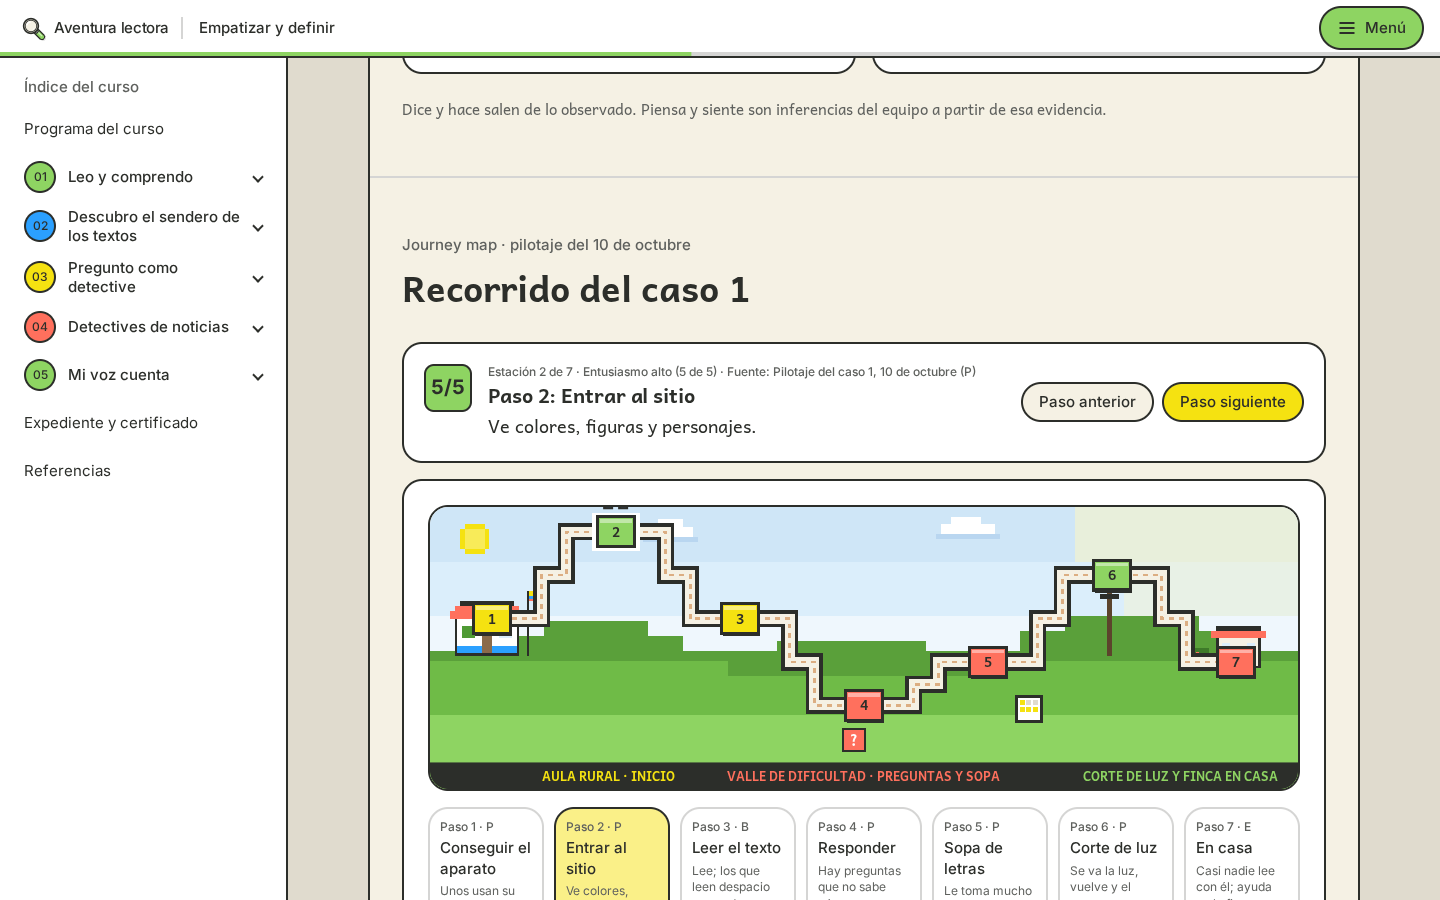 Aventura lectora
Empatizar y definir
Menú
Índice del curso
Programa del curso
01 Leo y comprendo
02 Descubro el sendero de
los textos
03 Pregunto como
detective
04 Detectives de noticias
05 Mi voz cuenta
Expediente y certificado
Referencias
Dice y hace salen de lo observado. Piensa y siente son inferencias del equipo a partir de esa evidencia.
Journey map · pilotaje del 10 de octubre
Recorrido del caso 1
5/5
Estación 2 de 7 · Entusiasmo alto (5 de 5) · Fuente: Pilotaje del caso 1, 10 de octubre (P)
Paso 2: Entrar al sitio
Ve colores, figuras y personajes.
Paso anterior
Paso siguiente
1
2
3
4
5
6
7
?
AULA RURAL · INICIO
VALLE DE DIFICULTAD · PREGUNTAS Y SOPA
CORTE DE LUZ Y FINCA EN CASA
Paso 1 · P
Conseguir el
aparato
Unos usan su
Paso 2 · P
Entrar al
sitio
Ve colores,
Paso 3 · B
Leer el texto
Lee; los que
leen despacio
Paso 4 · P
Responder
Hay preguntas
que no sabe
Paso 5 · P
Sopa de
letras
Le toma mucho
Paso 6 · P
Corte de luz
Se va la luz,
vuelve y el
Paso 7 · E
En casa
Casi nadie lee
con él; ayuda